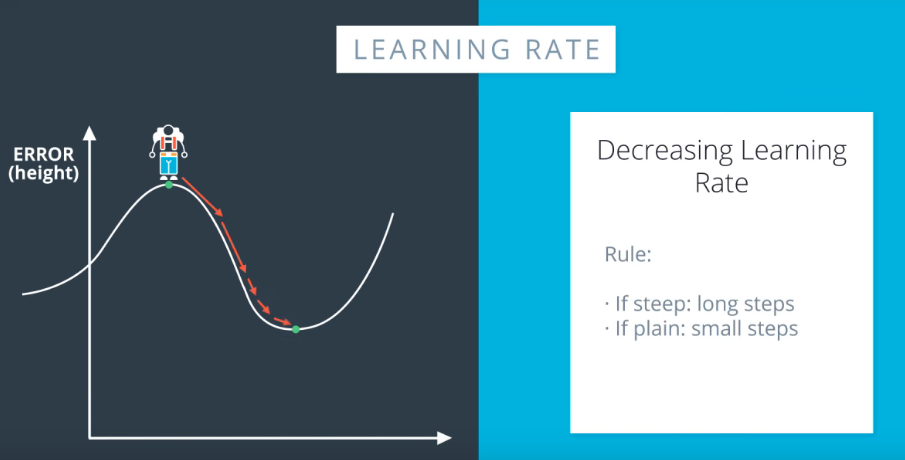 LEARNING RATE
ERROR
(height)
Decreasing Learning
Rate
Rule:
· If steep: long steps
· If plain: small steps